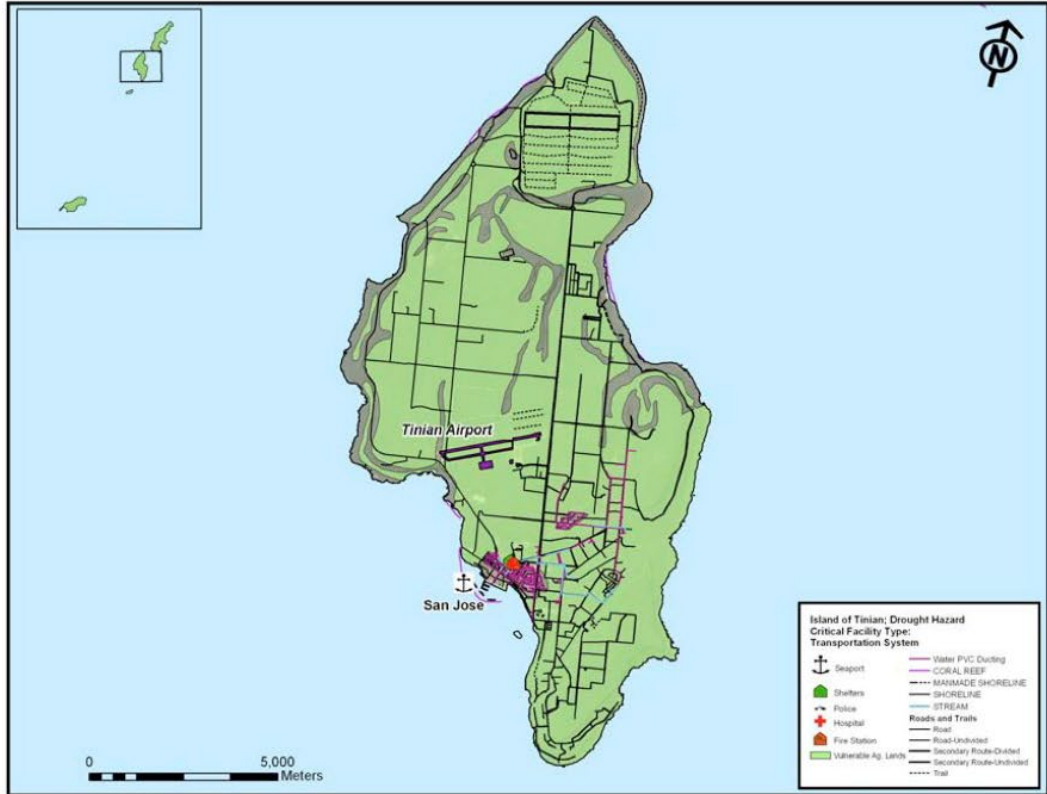 N
Tinian Airport
San Jose
0 5,000
Meters
Island of Tinian; Drought Hazard
Critical Facility Type:
Transportation System
Seaport
Shelters
Police
Hospital
Fire Station
Vulnerable Ag. Lands
Water PVC Ducting
CORAL REEF
MANMADE SHORELINE
SHORELINE
STREAM
Roads and Trails
Road
Road-Undivided
Secondary Route-Divided
Secondary Route-Undivided
Trail